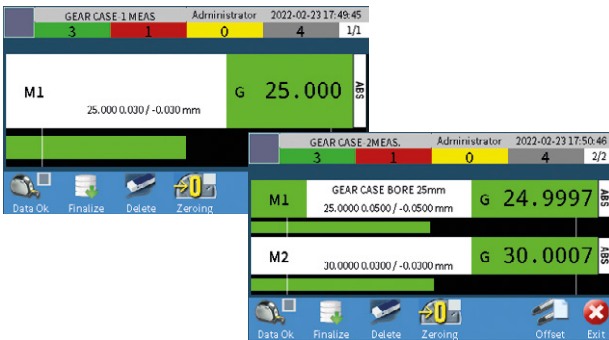 GEAR CASE 1 MEAS Administrator 2022-02-23 17:49:45
3 1 0 4 1/1
M1 G 25.000 ABS
25.000 0.030 / -0.030 mm
Data Ok Finalize Delete Zeroing
GEAR CASE 2MEAS. Administrator 2022-02-23 17:50:46
3 1 0 4 2/2
GEAR CASE BORE 25mm
M1 G 24.9997 ABS
25.0000 0.0500 / -0.0500 mm
M2 G 30.0007 ABS
30.0000 0.0300 / -0.0300 mm
Data Ok Finalize Delete Zeroing Offset Exit